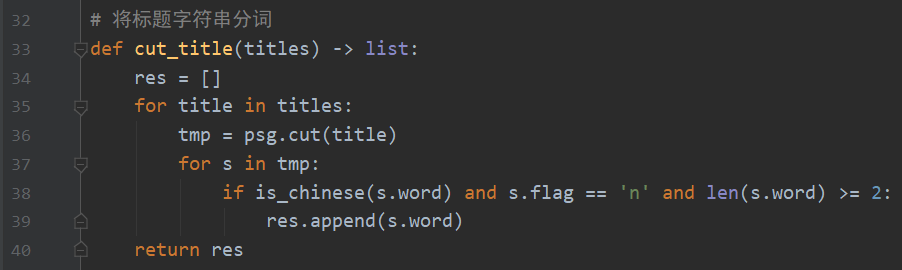 32 # 将标题字符串分词
33 def cut_title(titles) -> list:
34     res = []
35     for title in titles:
36         tmp = psg.cut(title)
37         for s in tmp:
38             if is_chinese(s.word) and s.flag == 'n' and len(s.word) >= 2:
39                 res.append(s.word)
40     return res